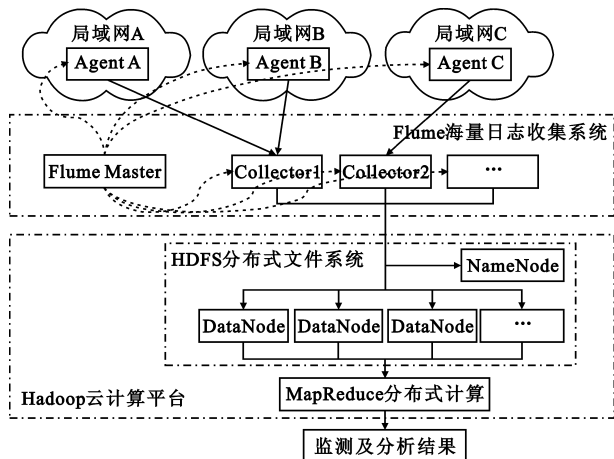 局域网A
Agent A
局域网B
Agent B
局域网C
Agent C
Flume海量日志收集系统
Flume Master
Collector1
Collector2
···
HDFS分布式文件系统
NameNode
DataNode
DataNode
DataNode
···
Hadoop云计算平台
MapReduce分布式计算
监测及分析结果